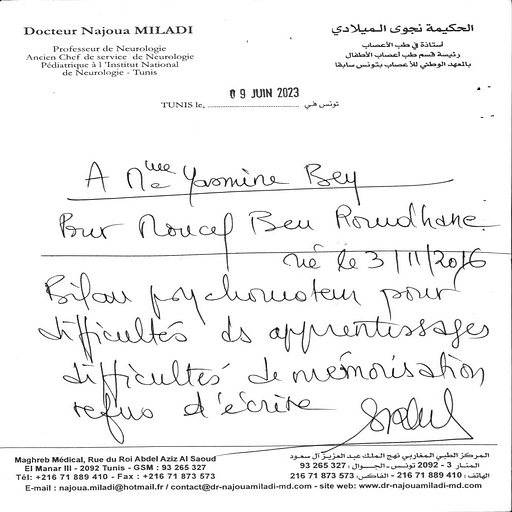 Docteur Najoua MILADI
الحكيمة نجوى الميلادي
Professeur de Neurologie
Ancien Chef de service de Neurologie
Pédiatrique à l'Institut National
de Neurologie - Tunis
أستاذة في طب الأعصاب
رئيسة قسم طب أعصاب الأطفال
بالمعهد الوطني للأعصاب بتونس سابقا
09 JUIN 2023
TUNIS le, تونس في
A Mme Yasmine Bey
Pour Moncef Ben Romdhane
né le 3/11/2016
Bilan psychomoteur pour
difficultés ds apprentissages
difficultés de mémorisation
refus d'écrire
Maghreb Médical, Rue du Roi Abdel Aziz Al Saoud
El Manar III - 2092 Tunis - GSM : 93 265 327
Tél: +216 71 889 410 - Fax : +216 71 873 573
المركز الطبي المغاربي نهج الملك عبد العزيز آل سعود
المنار 3 - 2092 تونس - الجوال : 327 265 93
الهاتف : 410 889 71 216 - الفاكس : 573 873 71 216
E-mail : najoua.miladi@hotmail.fr / contact@dr-najouamiladi-md.com - site web: www.dr-najouamiladi-md.com